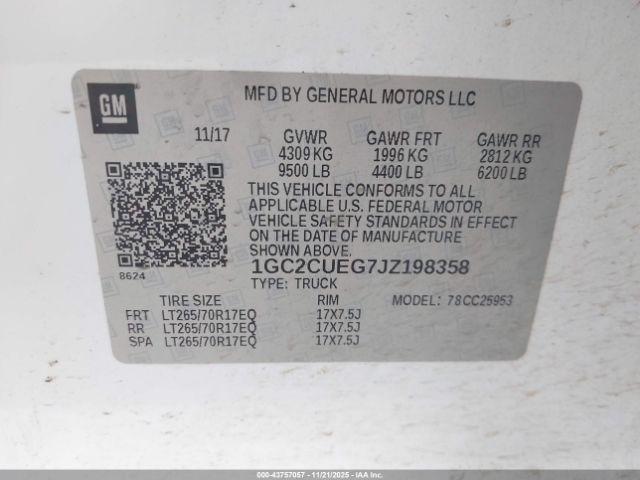 GM
MFD BY GENERAL MOTORS LLC
11/17 GVWR GAWR FRT GAWR RR
4309 KG 1996 KG 2812 KG
9500 LB 4400 LB 6200 LB
THIS VEHICLE CONFORMS TO ALL
APPLICABLE U.S. FEDERAL MOTOR
VEHICLE SAFETY STANDARDS IN EFFECT
ON THE DATE OF MANUFACTURE
SHOWN ABOVE.
8624
1GC2CUEG7JZ198358
TYPE: TRUCK
TIRE SIZE RIM MODEL: 78CC25953
FRT LT265/70R17EQ 17X7.5J
RR LT265/70R17EQ 17X7.5J
SPA LT265/70R17EQ 17X7.5J
000-43757057 - 11/21/2025 - IAAI.COM